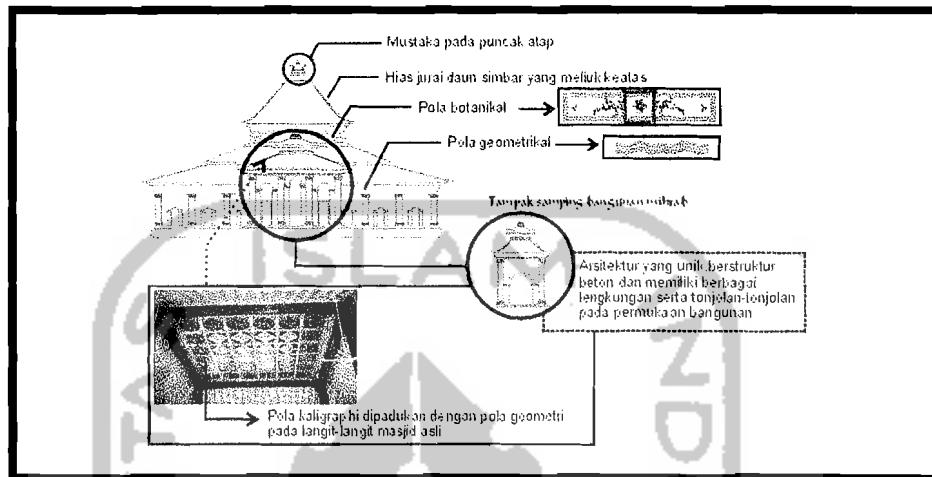 Mustaka pada puncak atap
Hias jurai daun simbar yang meliuk keatas
Pola botanikal
Pola geometrikal
Tampak samping bangunan mihrab
Arsitektur yang unik berstruktur
beton dan memiliki berbagai
lengkungan serta tonjolan-tonjolan
pada permukaan bangunan
Pola kaligraphi dipadukan dengan pola geometri
pada langit-langit masjid asli
ISLAM